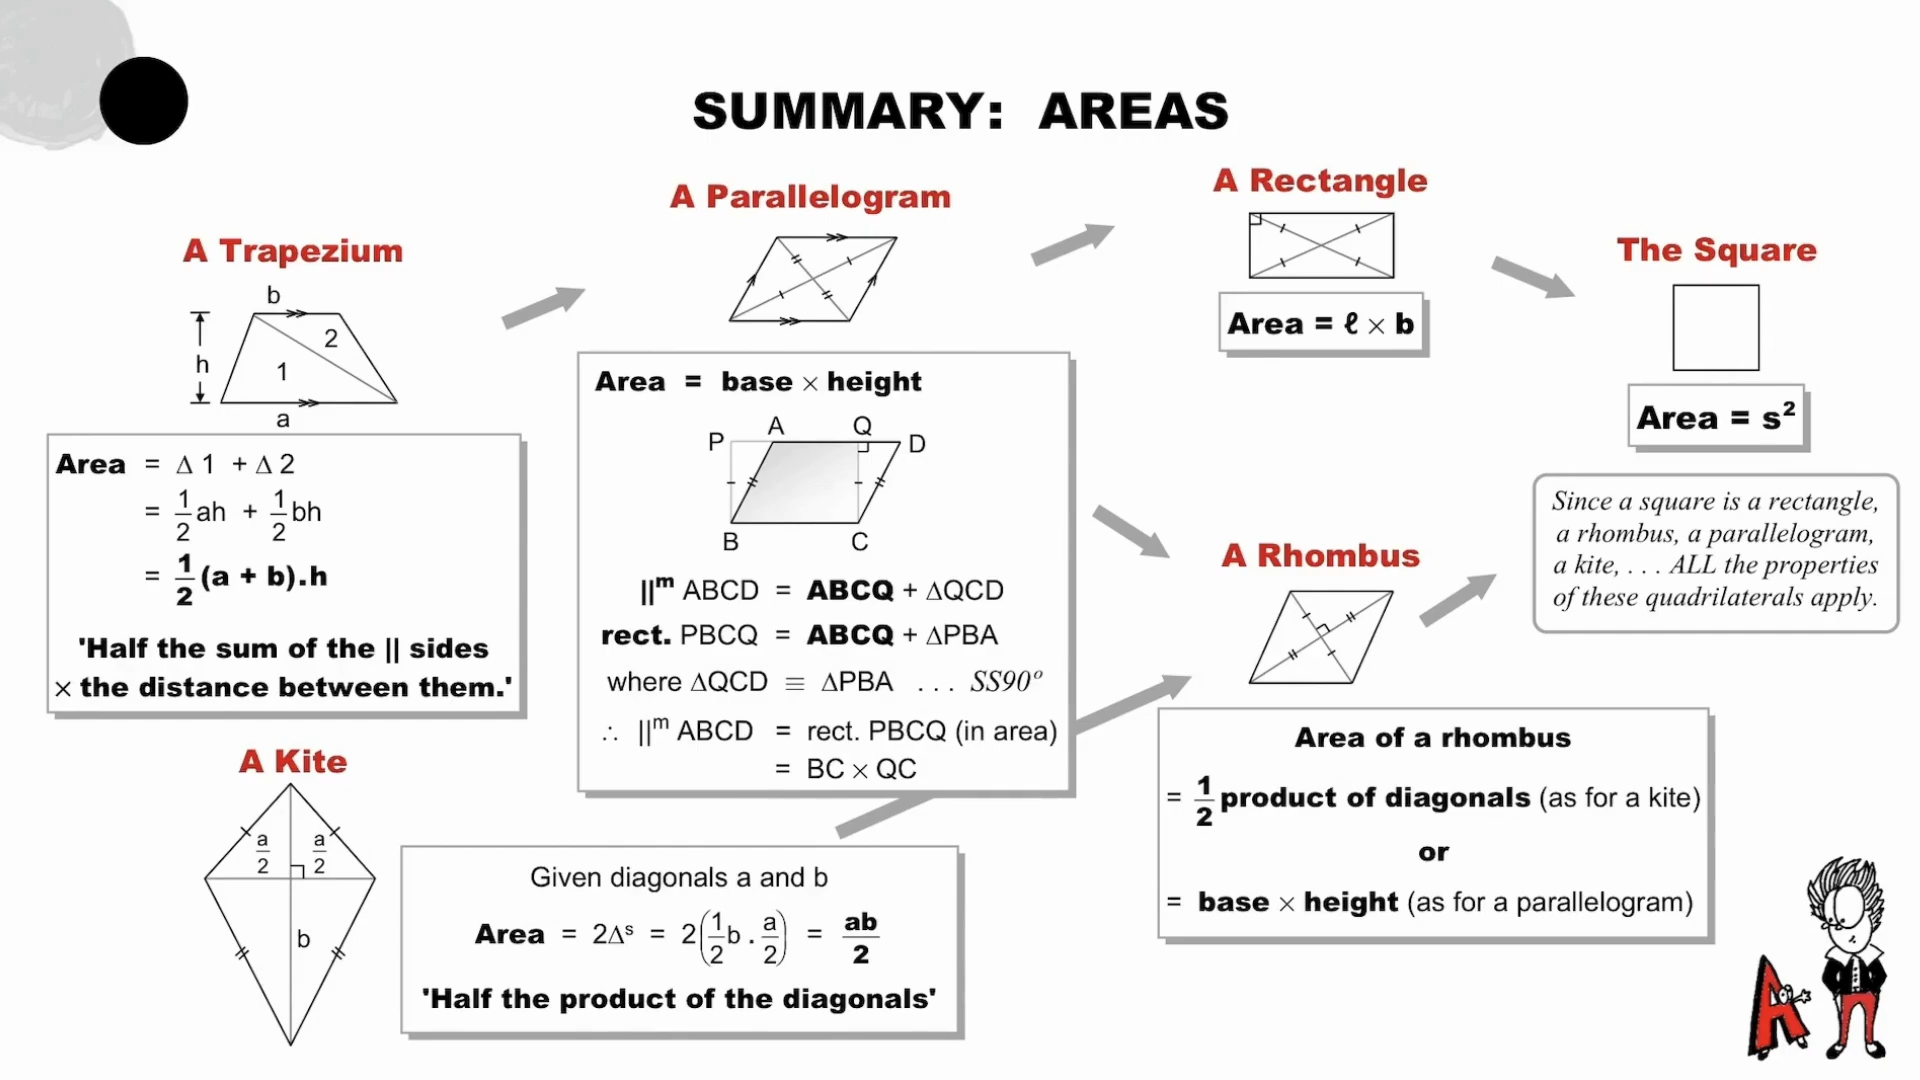 SUMMARY: AREAS
A Trapezium
b
h
2
1
a
Area = Δ 1 + Δ 2
= 1/2 ah + 1/2 bh
= 1/2 (a + b).h
'Half the sum of the || sides
× the distance between them.'
A Kite
a/2 a/2
b
Given diagonals a and b
Area = 2Δˢ = 2(1/2 b . a/2) = ab/2
'Half the product of the diagonals'
A Parallelogram
Area = base × height
P A Q D
B C
||ᵐ ABCD = ABCQ + ΔQCD
rect. PBCQ = ABCQ + ΔPBA
where ΔQCD ≡ ΔPBA . . . SS90º
∴ ||ᵐ ABCD = rect. PBCQ (in area)
= BC × QC
A Rectangle
Area = ℓ × b
A Rhombus
Area of a rhombus
= 1/2 product of diagonals (as for a kite)
or
= base × height (as for a parallelogram)
The Square
Area = s²
Since a square is a rectangle,
a rhombus, a parallelogram,
a kite, . . . ALL the properties
of these quadrilaterals apply.
A